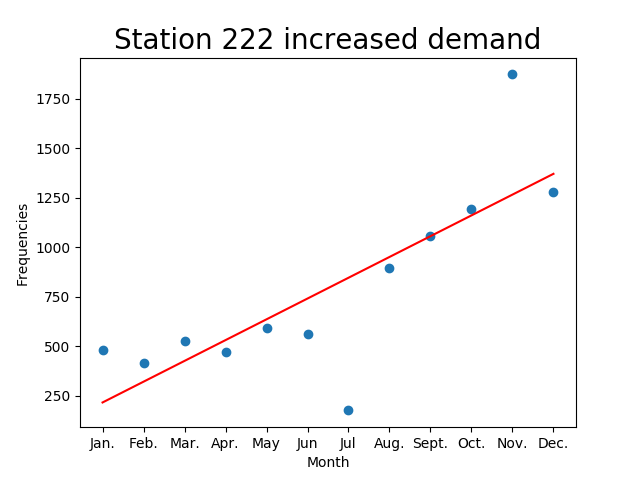 Station 222 increased demand
1750
1500
1250
1000
750
500
250
Frequencies
Jan. Feb. Mar. Apr. May Jun Jul Aug. Sept. Oct. Nov. Dec.
Month